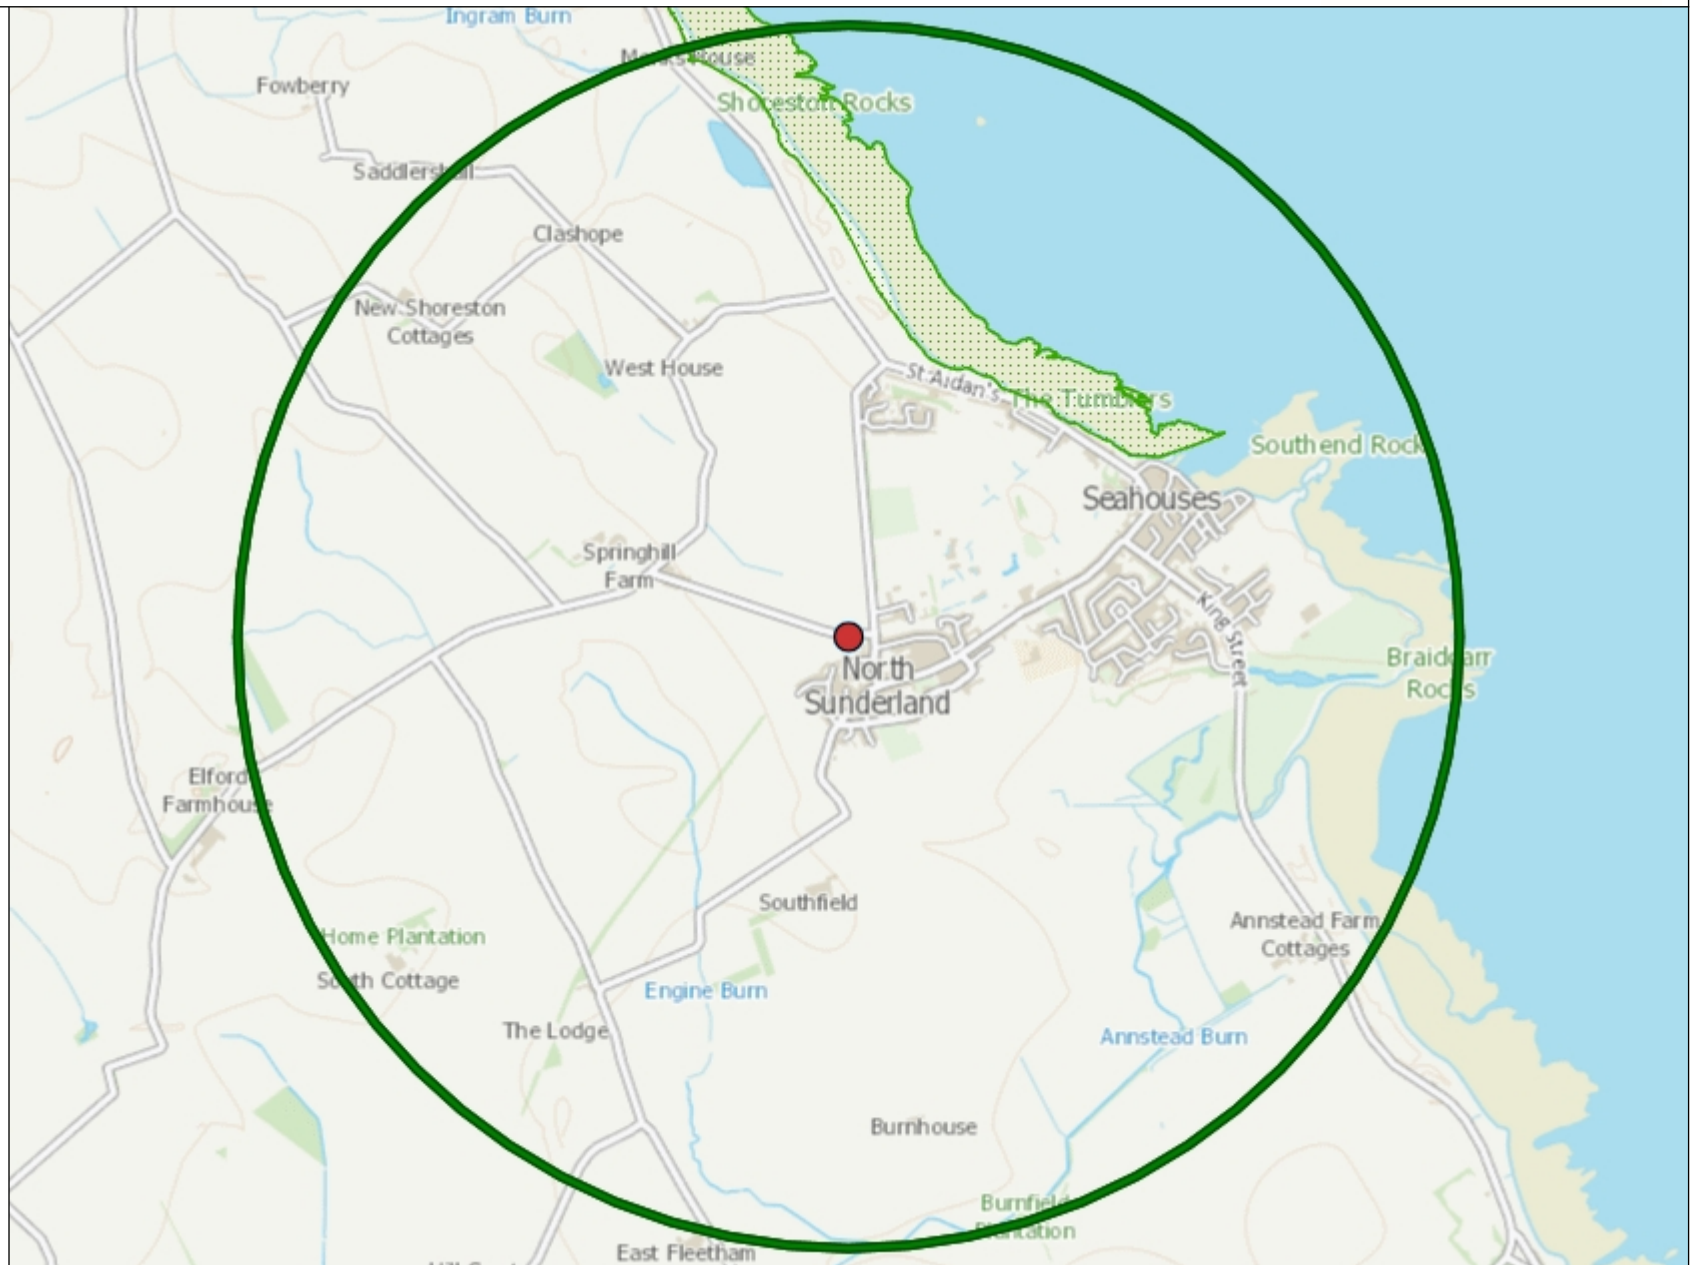 Ingram Burn
Monks House
Fowberry
Shoreston Rocks
Saddlershall
Clashope
New Shoreston
Cottages
West House
St Aidan's
The Tumblers
Southend Rock
Seahouses
Springhill
Farm
King Street
North
Sunderland
Braidcarr
Rocks
Elford
Farmhouse
Southfield
Annstead Farm
Cottages
Home Plantation
South Cottage
Engine Burn
The Lodge
Annstead Burn
Burnhouse
Burnfield
Plantation
East Fleetham